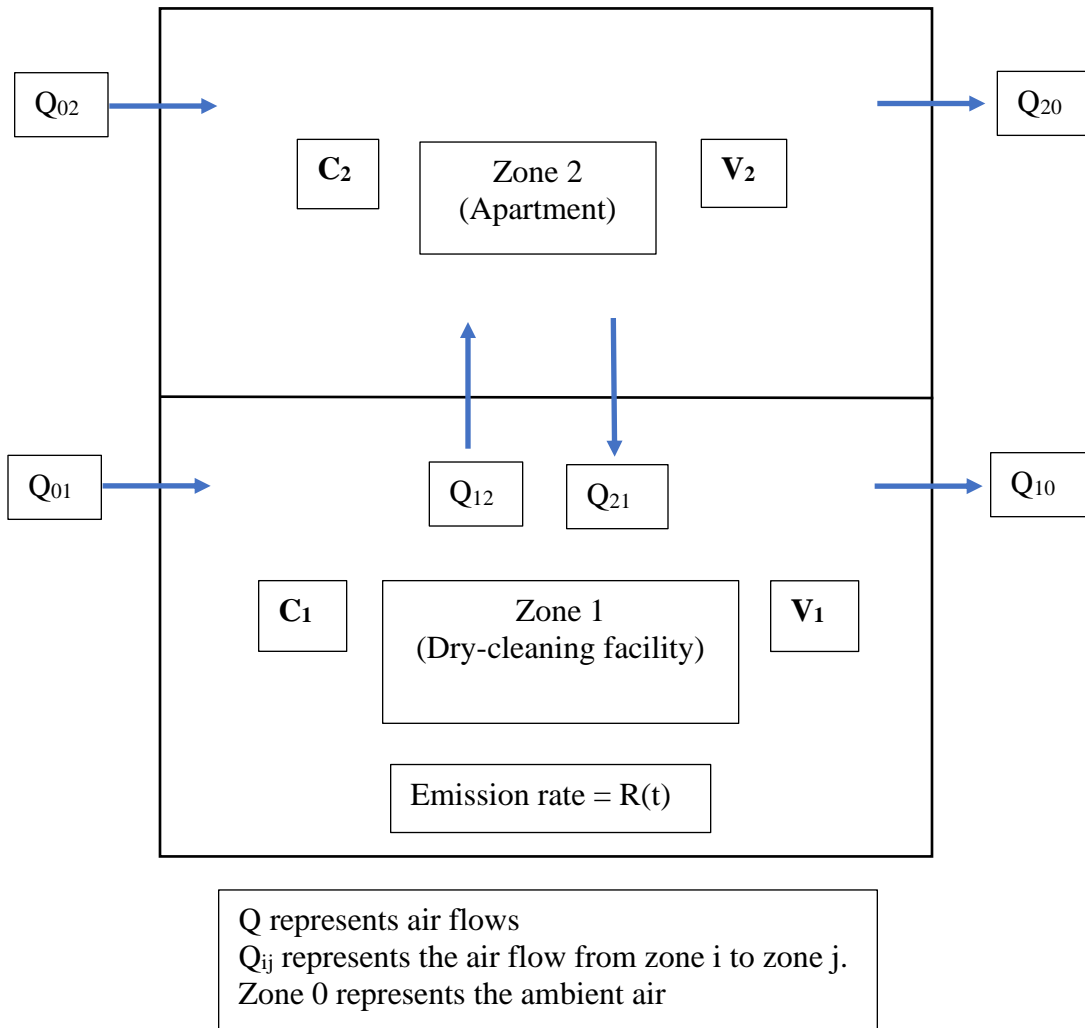 Q02
Q20
C2
Zone 2
(Apartment)
V2
Q01
Q12
Q21
Q10
C1
Zone 1
(Dry-cleaning facility)
V1
Emission rate = R(t)
Q represents air flows
Qij represents the air flow from zone i to zone j.
Zone 0 represents the ambient air